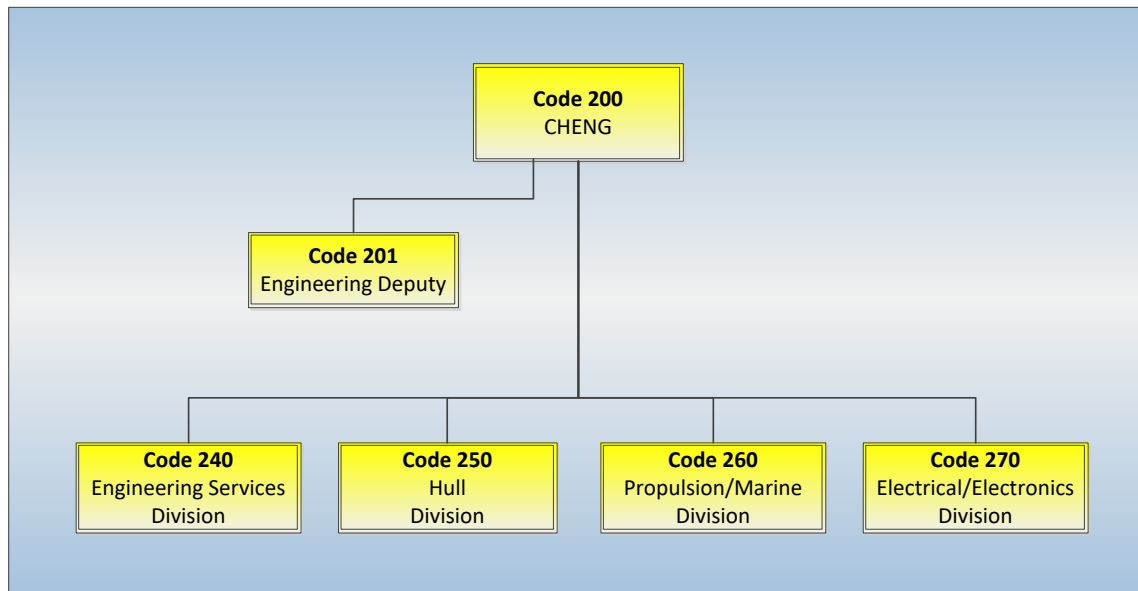 Code 200
CHENG
Code 201
Engineering Deputy
Code 240
Engineering Services
Division
Code 250
Hull
Division
Code 260
Propulsion/Marine
Division
Code 270
Electrical/Electronics
Division